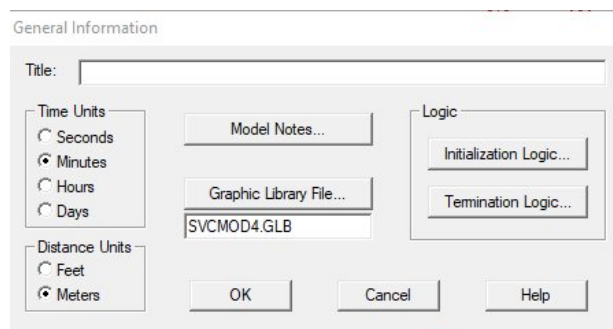 General Information
Title:
Time Units
Seconds
Minutes
Hours
Days
Distance Units
Feet
Meters
Model Notes...
Graphic Library File...
SVCMOD4.GLB
Logic
Initialization Logic...
Termination Logic...
OK
Cancel
Help